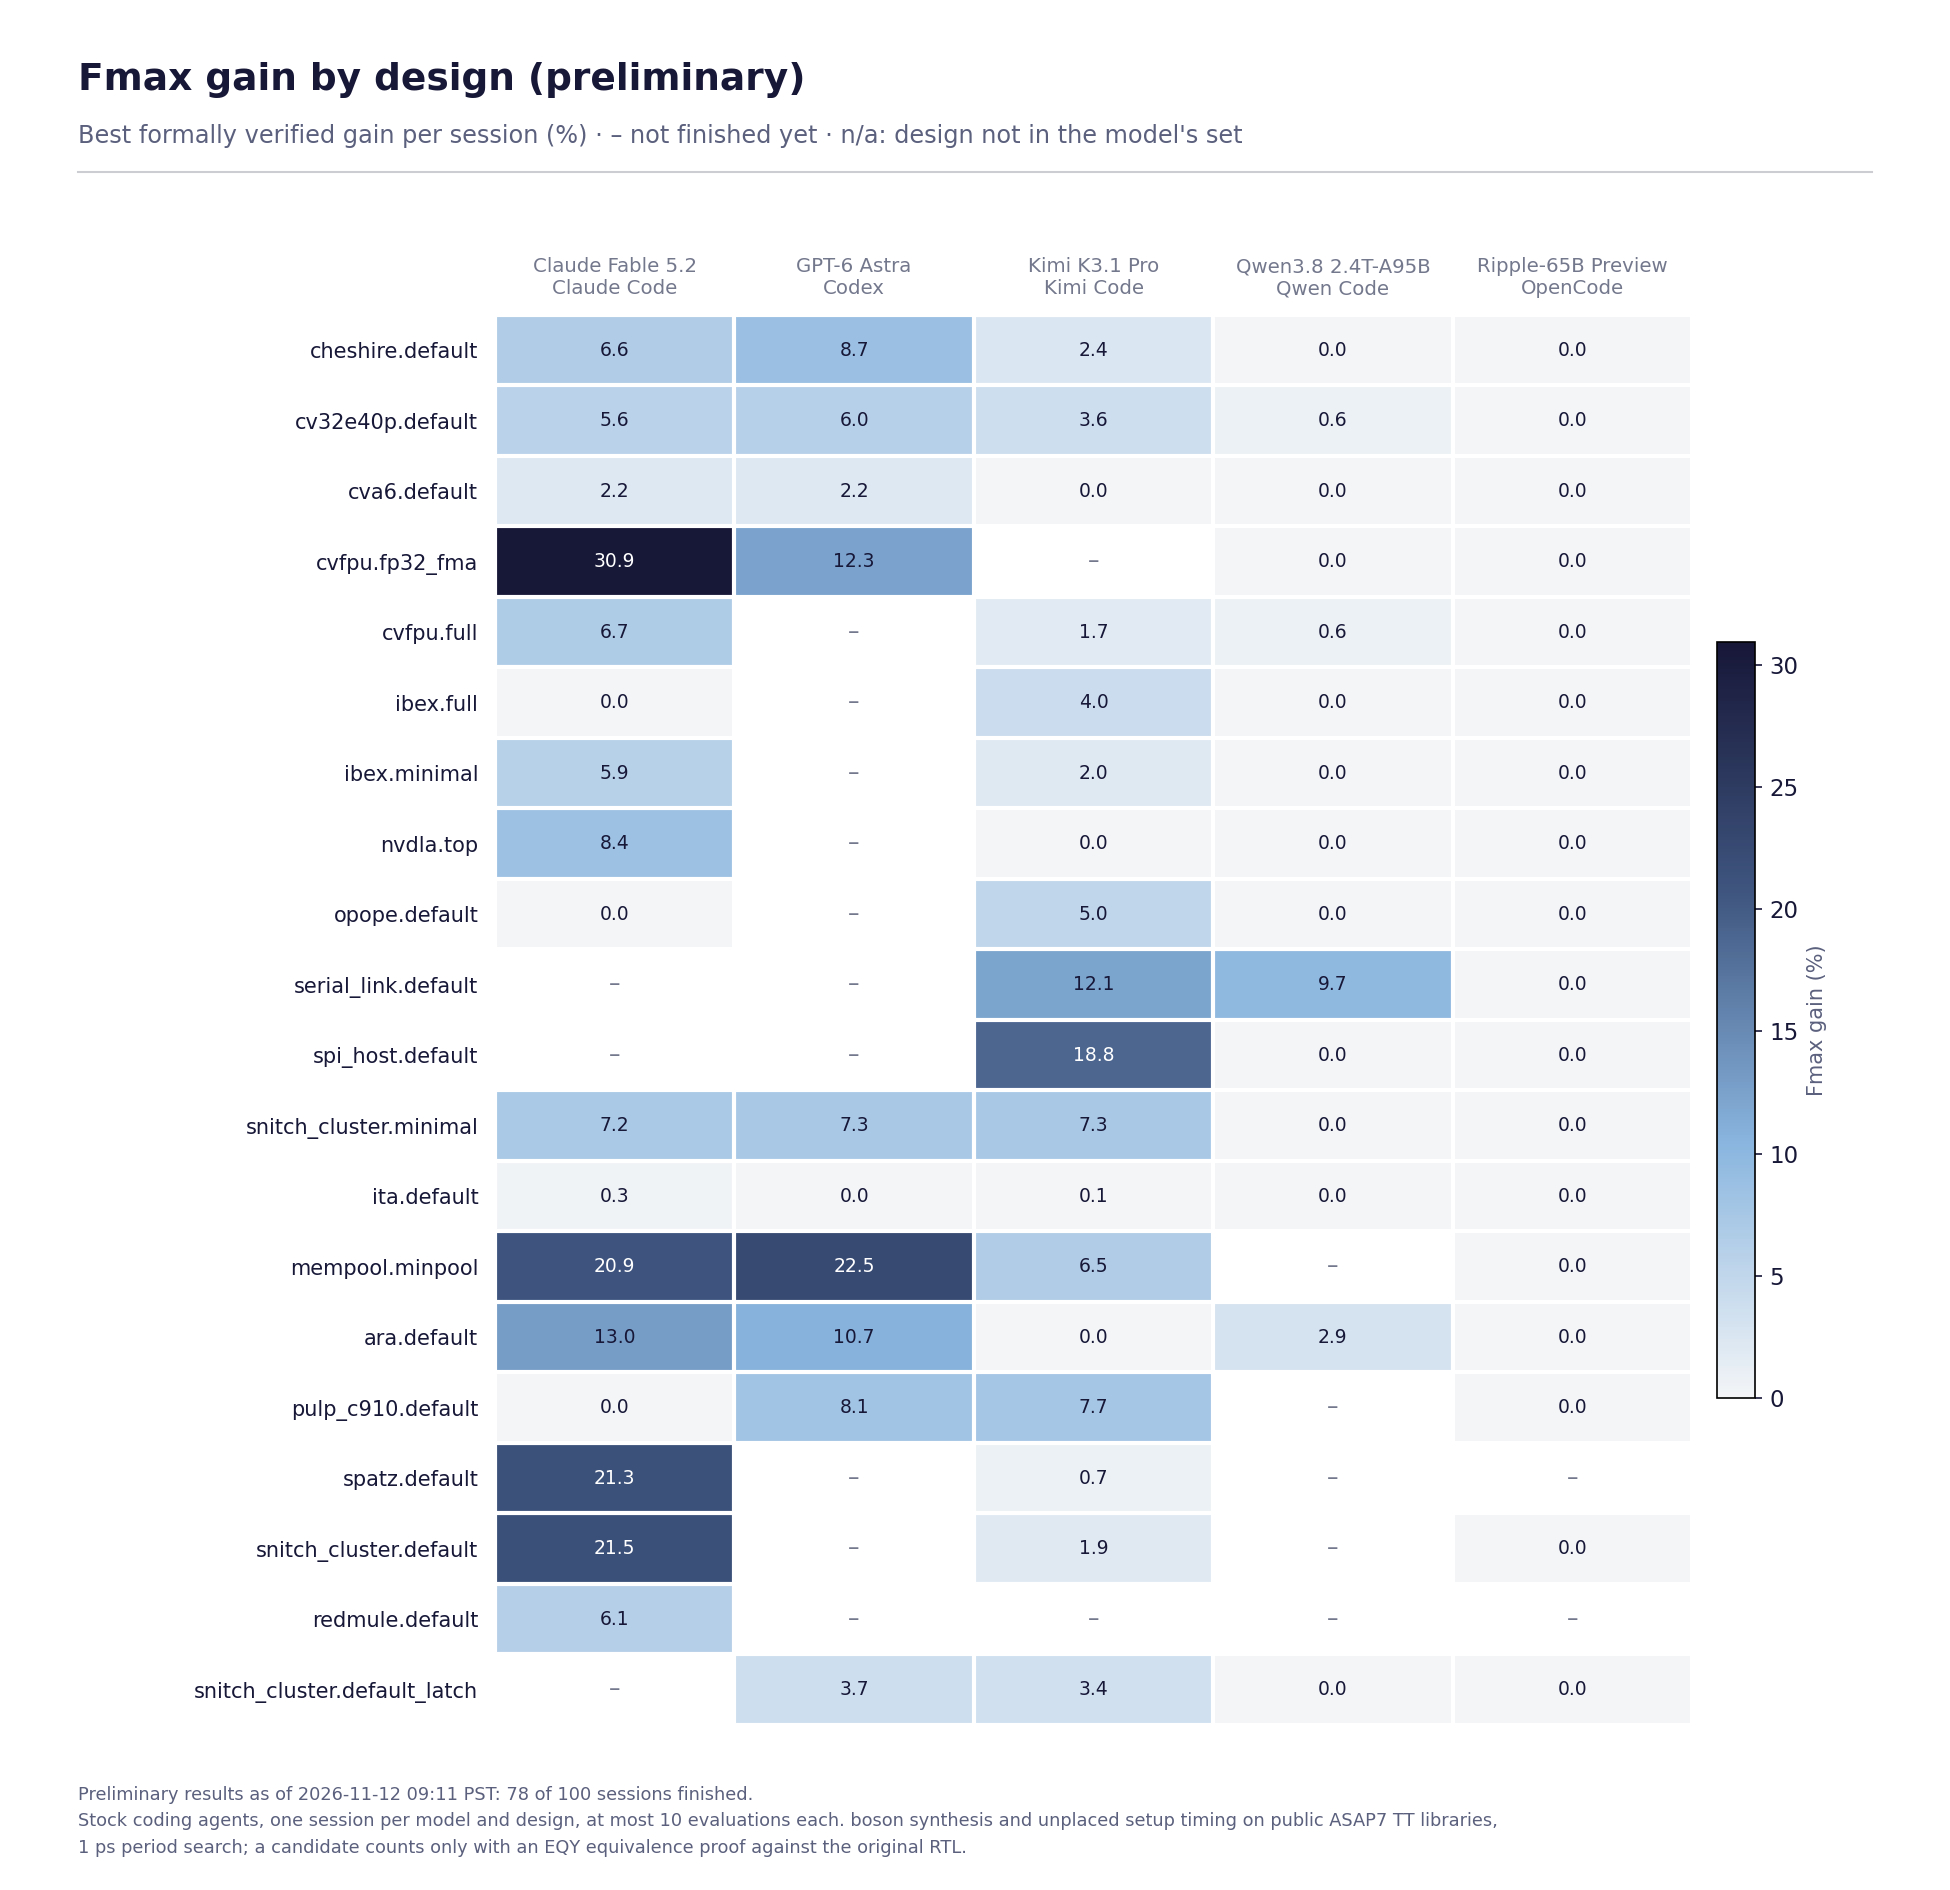 Fmax gain by design (preliminary)
Best formally verified gain per session (%) · – not finished yet · n/a: design not in the model's set
Claude Fable 5.2 GPT-6 Astra Kimi K3.1 Pro Qwen3.8 2.4T-A95B Ripple-65B Preview
Claude Code Codex Kimi Code Qwen Code OpenCode
cheshire.default 6.6 8.7 2.4 0.0 0.0
cv32e40p.default 5.6 6.0 3.6 0.6 0.0
cva6.default 2.2 2.2 0.0 0.0 0.0
cvfpu.fp32_fma 30.9 12.3 – 0.0 0.0
cvfpu.full 6.7 – 1.7 0.6 0.0
ibex.full 0.0 – 4.0 0.0 0.0
ibex.minimal 5.9 – 2.0 0.0 0.0
nvdla.top 8.4 – 0.0 0.0 0.0
opope.default 0.0 – 5.0 0.0 0.0
serial_link.default – – 12.1 9.7 0.0
spi_host.default – – 18.8 0.0 0.0
snitch_cluster.minimal 7.2 7.3 7.3 0.0 0.0
ita.default 0.3 0.0 0.1 0.0 0.0
mempool.minpool 20.9 22.5 6.5 – 0.0
ara.default 13.0 10.7 0.0 2.9 0.0
pulp_c910.default 0.0 8.1 7.7 – 0.0
spatz.default 21.3 – 0.7 – –
snitch_cluster.default 21.5 – 1.9 – 0.0
redmule.default 6.1 – – – –
snitch_cluster.default_latch – 3.7 3.4 0.0 0.0
30
25
20
15
10
5
0
Fmax gain (%)
Preliminary results as of 2026-11-12 09:11 PST: 78 of 100 sessions finished.
Stock coding agents, one session per model and design, at most 10 evaluations each. boson synthesis and unplaced setup timing on public ASAP7 TT libraries,
1 ps period search; a candidate counts only with an EQY equivalence proof against the original RTL.